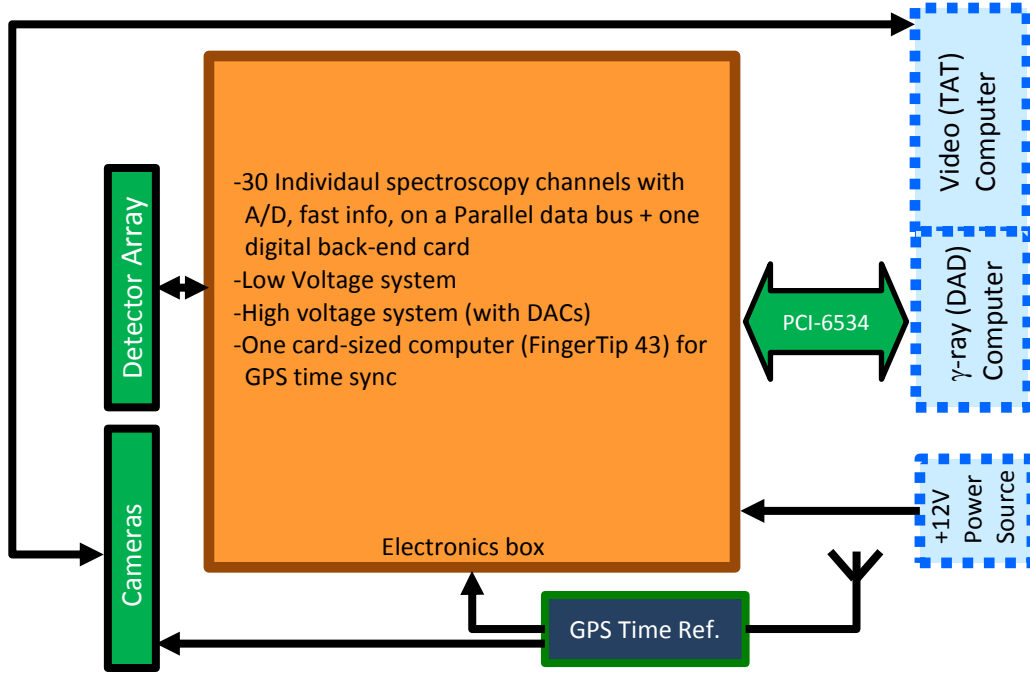 Video (TAT)
Computer
-30 Individaul spectroscopy channels with
A/D, fast info, on a Parallel data bus + one
digital back-end card
-Low Voltage system
-High voltage system (with DACs)
-One card-sized computer (FingerTip 43) for
GPS time sync
Detector Array
PCI-6534
γ-ray (DAD)
Computer
Cameras
Electronics box
+12V
Power
Source
GPS Time Ref.